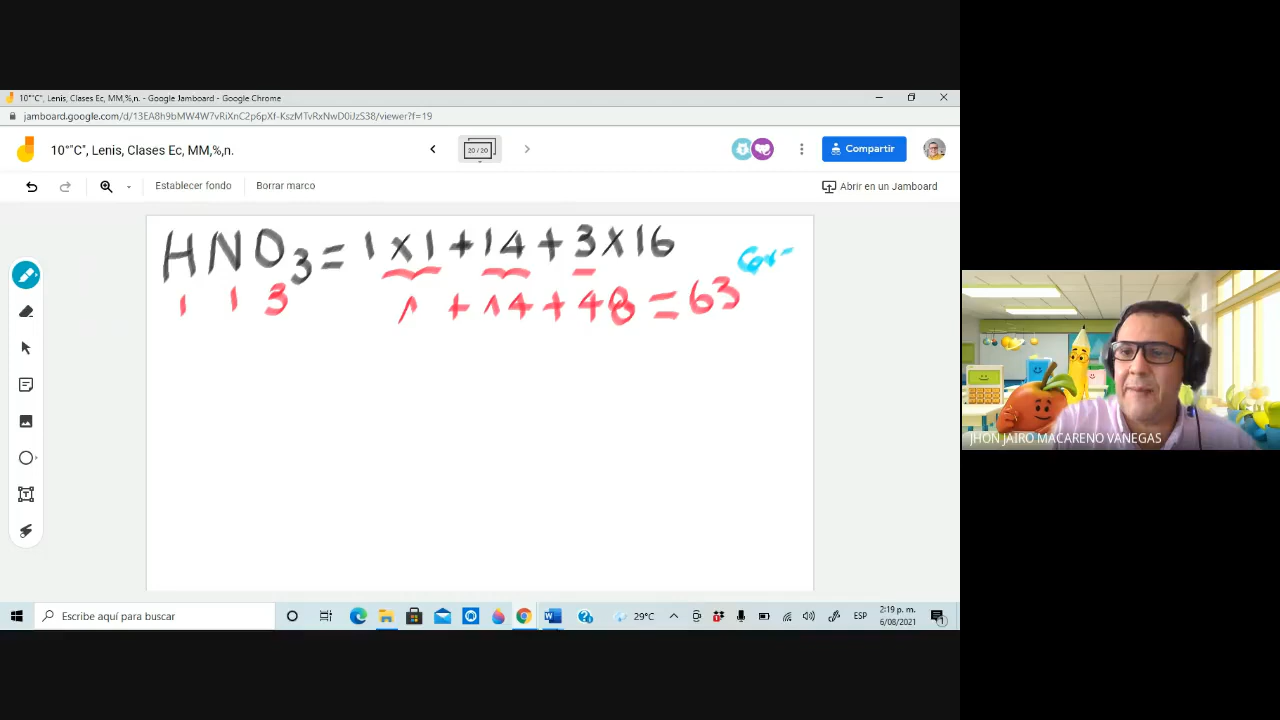 10°"C", Lenis, Clases Ec, MM,%,n. - Google Jamboard - Google Chrome
jamboard.google.com/d/13EA8h9bMW4W7vRiXnC2p6pXf-KszMTvRxNwD0iJzS38/viewer?f=19
10°"C", Lenis, Clases Ec, MM,%,n.
20 / 20
Compartir
Establecer fondo
Borrar marco
Abrir en un Jamboard
HNO3 = 1 x 1 + 14 + 3 x 16
1 1 3 1 + 14 + 48 = 63
JHON JAIRO MACARENO VANEGAS
Escribe aquí para buscar
29°C
ESP
2:19 p. m.
6/08/2021
1